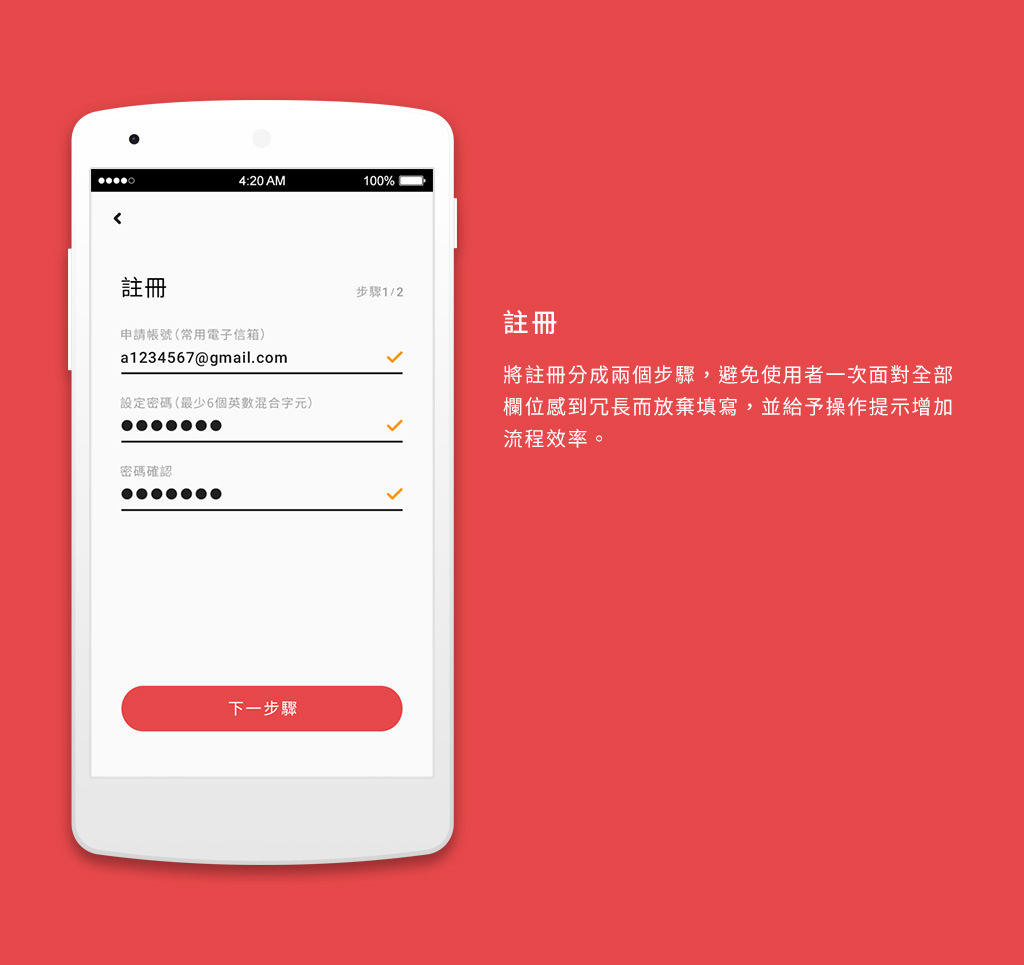 4:20 AM
100%
註冊
步驟1/2
申請帳號(常用電子信箱)
a1234567@gmail.com
設定密碼(最少6個英數混合字元)
●●●●●●●
密碼確認
●●●●●●●
下一步驟
註冊
將註冊分成兩個步驟，避免使用者一次面對全部
欄位感到冗長而放棄填寫，並給予操作提示增加
流程效率。